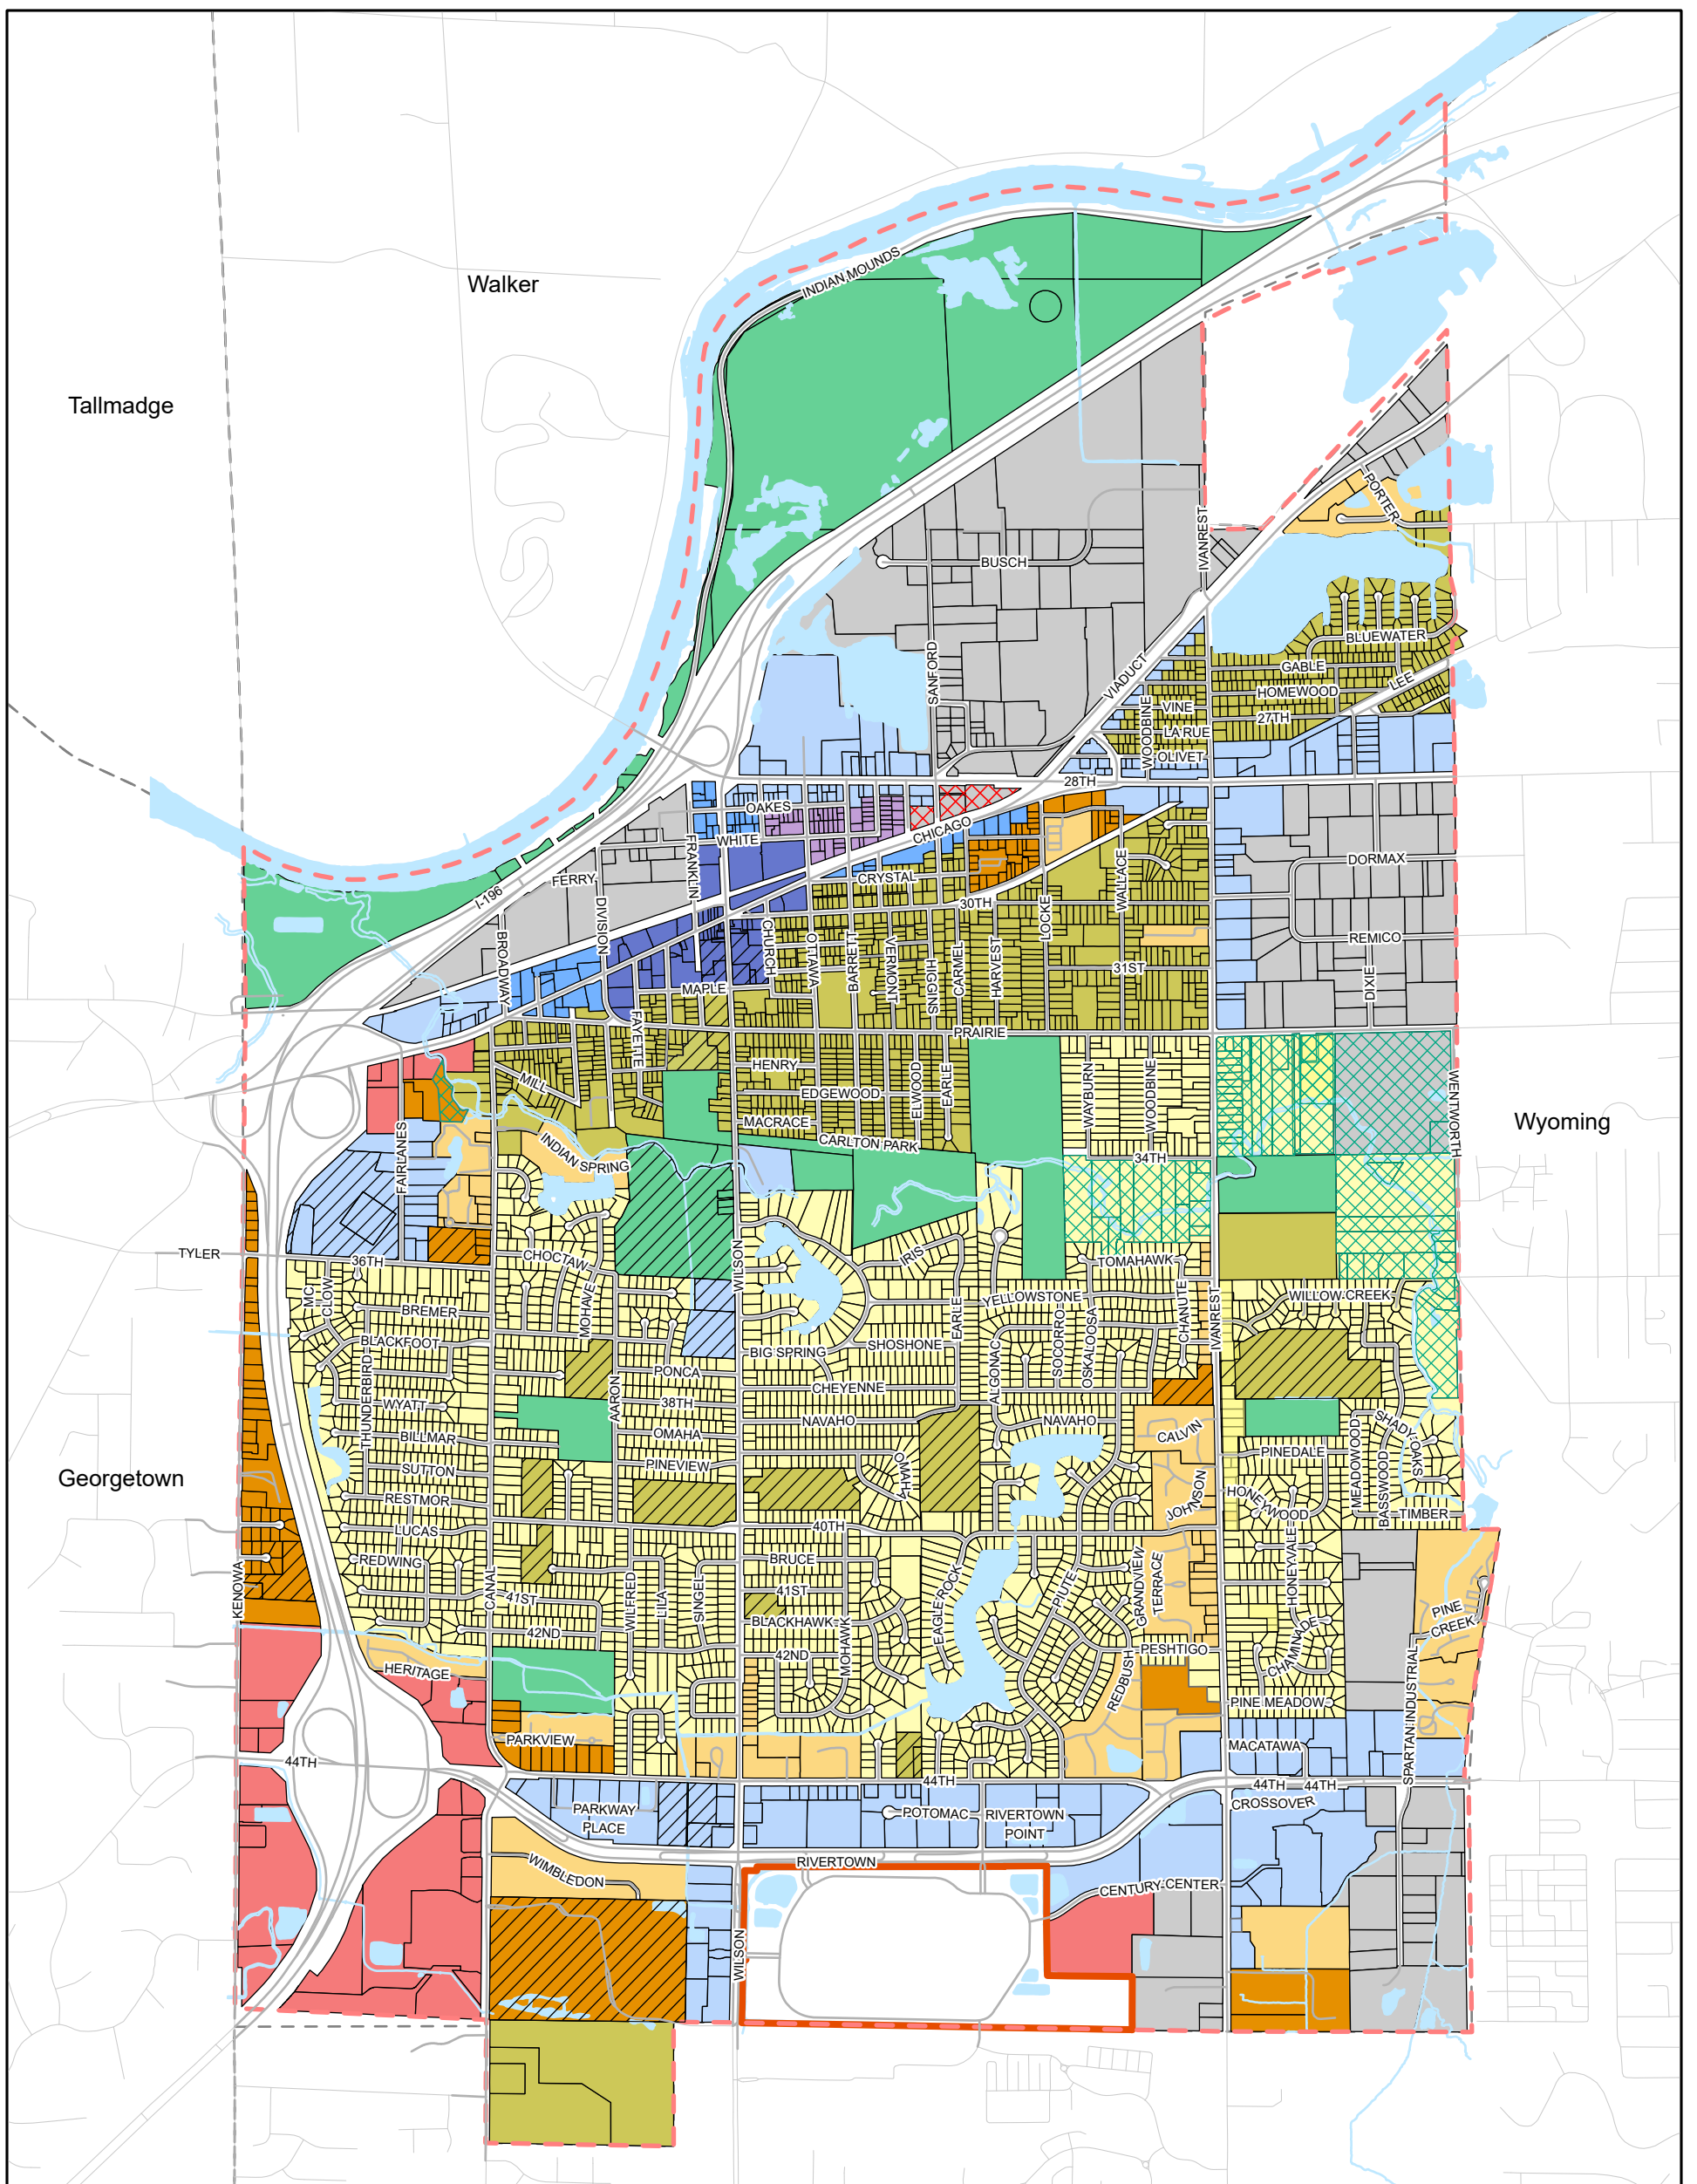 Walker
Tallmadge
INDIAN MOUNDS
PORTER
IVANREST
BUSCH
BLUEWATER
SANFORD
GABLE
LEE
VIADUCT
HOMEWOOD
WOODBINE
VINE
27TH
LA RUE
OLIVET
28TH
OAKES
CHICAGO
WHITE
FRANKLIN
DORMAX
FERRY
CRYSTAL
WALLACE
I-196
30TH
DIVISION
LOCKE
REMICO
BROADWAY
CHURCH
OTTAWA
BARRETT
VERMONT
HIGGINS
CARMEL
HARVEST
31ST
DIXIE
MAPLE
PRAIRIE
FAYETTE
HENRY
MILL
EDGEWOOD
ELWOOD
EARLE
WAYBURN
WOODBINE
WENTWORTH
Wyoming
MACRACE
CARLTON PARK
FAIRLANES
INDIAN SPRING
34TH
TYLER
36TH
CHOCTAW
WILSON
IRIS
TOMAHAWK
MCCLOW
BREMER
MOHAVE
YELLOWSTONE
CHANUTE
WILLOW CREEK
EARLE
BLACKFOOT
SHOSHONE
SOCORRO
OSKALOOSA
IVANREST
BIG SPRING
PONCA
THUNDERBIRD
CHEYENNE
ALGONAC
38TH
WYATT
AARON
NAVAHO
NAVAHO
BILLMAR
OMAHA
CALVIN
SHADY OAKS
PINEDALE
MEADOWOOD
Georgetown
SUTTON
PINEVIEW
OMAHA
BASSWOOD
RESTMOR
JOHNSON
HONEYWOOD
TIMBER
LUCAS
40TH
REDWING
BRUCE
HONEYVALE
KENOWA
CANAL
41ST
WILFRED
LILA
SINGEL
41ST
EAGLE ROCK
PIUTE
GRANDVIEW
TERRACE
PINE
CREEK
BLACKHAWK
42ND
MOHAWK
CHAMINADE
42ND
PESHTIGO
HERITAGE
REDBUSH
SPARTAN INDUSTRIAL
PINE MEADOW
PARKVIEW
MACATAWA
44TH
44TH
44TH
44TH
CROSSOVER
PARKWAY
PLACE
POTOMAC
RIVERTOWN
POINT
RIVERTOWN
WIMBLEDON
CENTURY CENTER
WILSON